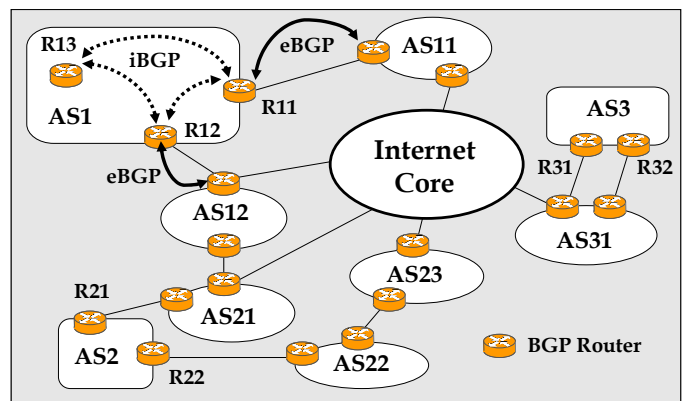 R13
iBGP
AS1
R12
R11
eBGP
AS11
eBGP
AS12
Internet
Core
AS3
R31
R32
AS31
AS23
R21
AS21
AS2
R22
AS22
BGP Router